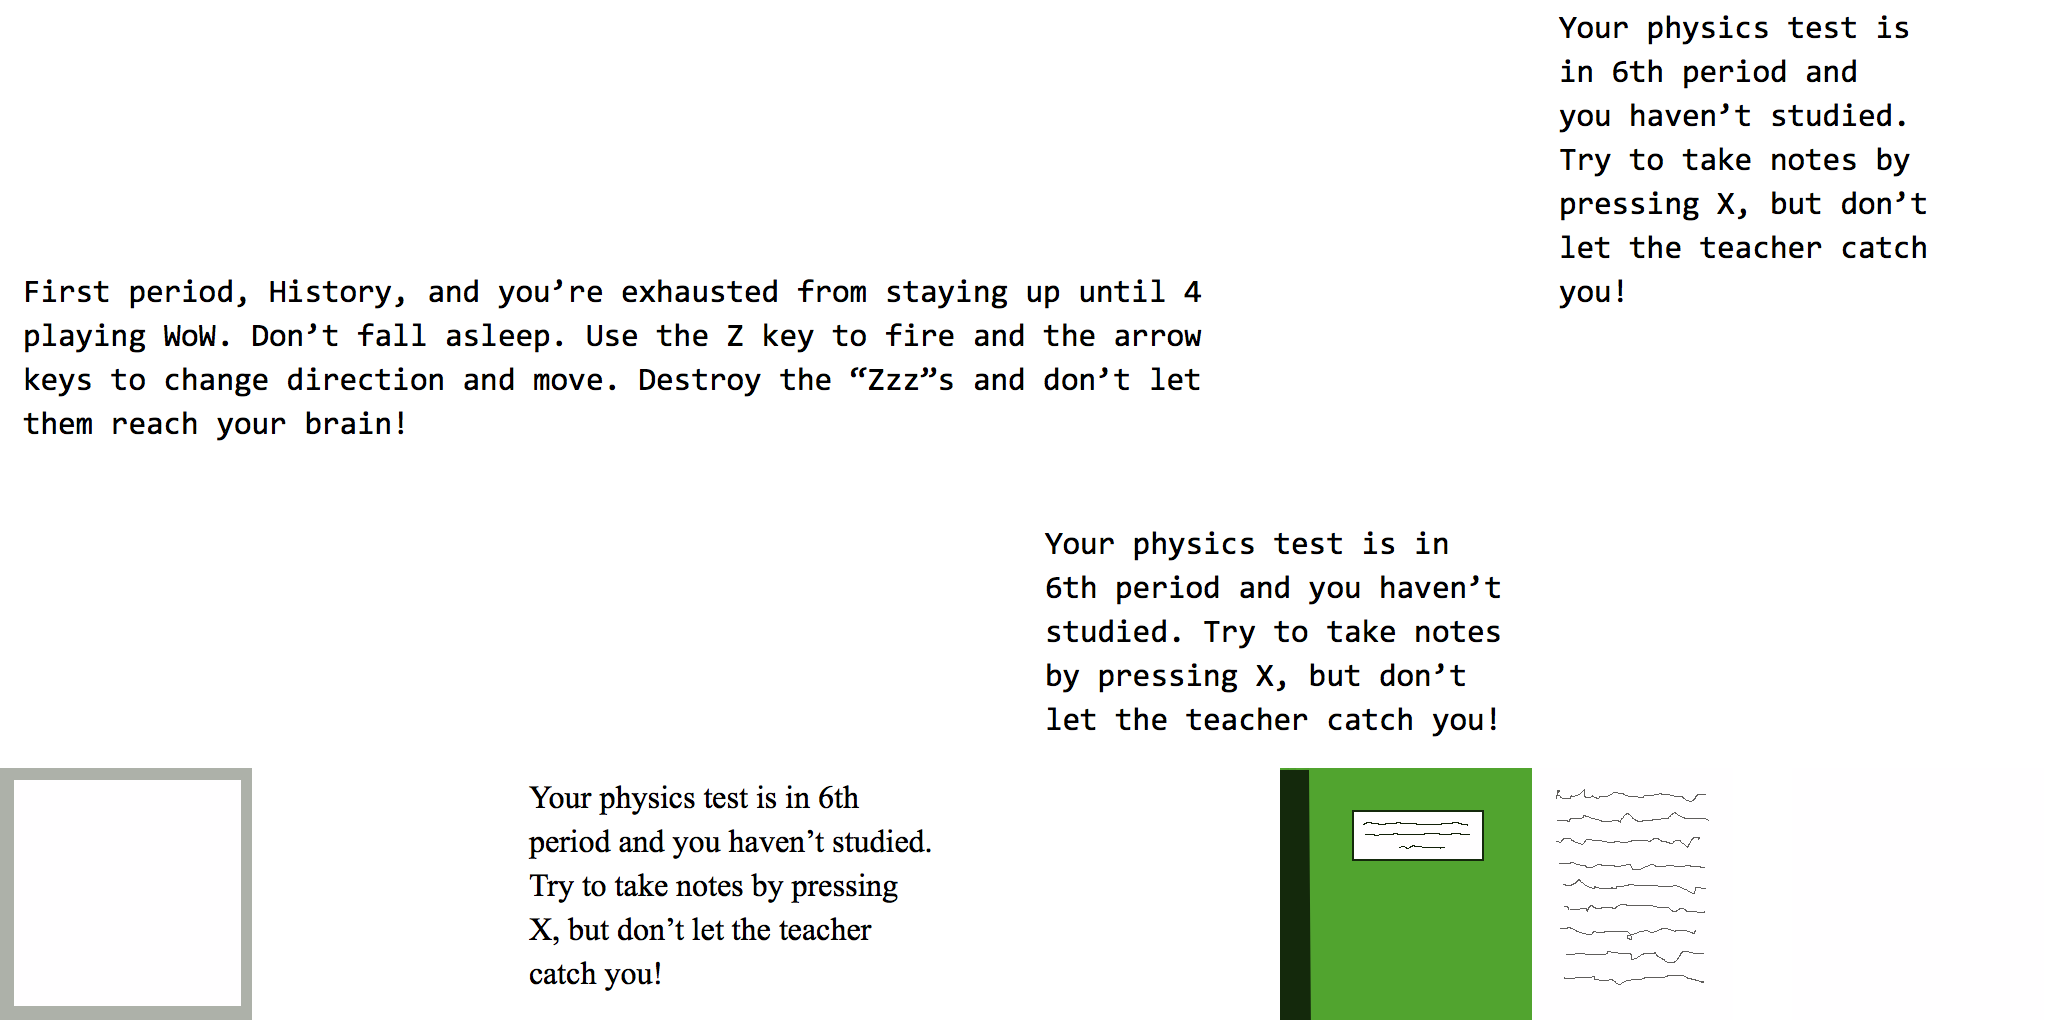 Your physics test is
in 6th period and
you haven’t studied.
Try to take notes by
pressing X, but don’t
let the teacher catch
you!
First period, History, and you’re exhausted from staying up until 4
playing WoW. Don’t fall asleep. Use the Z key to fire and the arrow
keys to change direction and move. Destroy the “Zzz”s and don’t let
them reach your brain!
Your physics test is in
6th period and you haven’t
studied. Try to take notes
by pressing X, but don’t
let the teacher catch you!
Your physics test is in 6th
period and you haven’t studied.
Try to take notes by pressing
X, but don’t let the teacher
catch you!